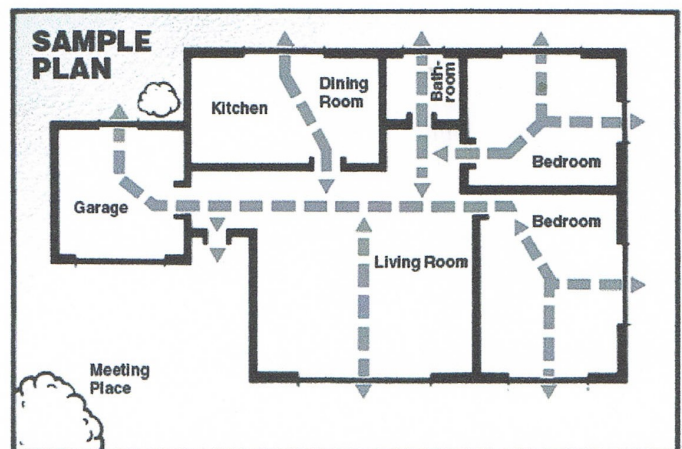 SAMPLE
PLAN
Kitchen
Dining
Room
Bath-
room
Bedroom
Garage
Bedroom
Living Room
Meeting
Place